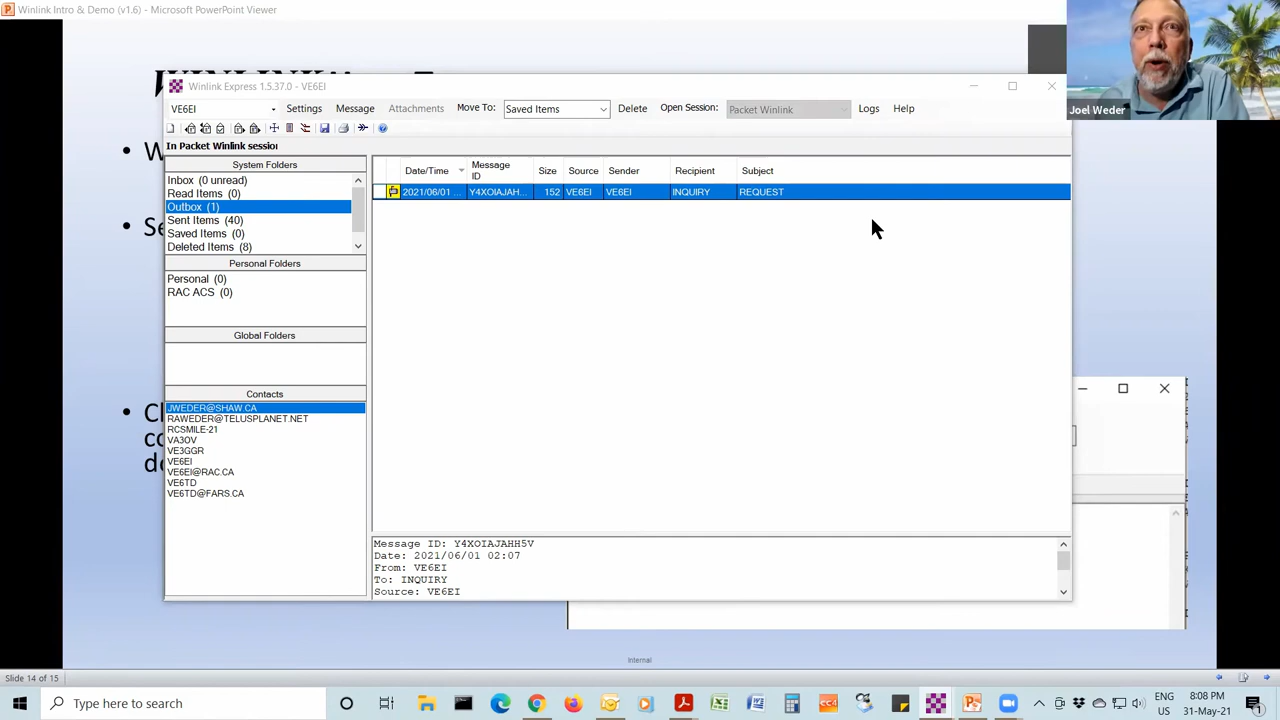 Winlink Intro & Demo (v1.6) - Microsoft PowerPoint Viewer
Joel Weder
Winlink Express 1.5.37.0 - VE6EI
VE6EI Settings Message Attachments Move To: Saved Items Delete Open Session: Packet Winlink Logs Help
In Packet Winlink session
System Folders
Inbox (0 unread)
Read Items (0)
Outbox (1)
Sent Items (40)
Saved Items (0)
Deleted Items (8)
Personal Folders
Personal (0)
RAC ACS (0)
Global Folders
Contacts
JWEDER@SHAW.CA
RAWEDER@TELUSPLANET.NET
RCSMILE-21
VA3OV
VE3GGR
VE6EI
VE6EI@RAC.CA
VE6TD
VE6TD@FARS.CA
Date/Time Message ID Size Source Sender Recipient Subject
2021/06/01 ... Y4XOIAJAH... 152 VE6EI VE6EI INQUIRY REQUEST
Message ID: Y4XOIAJAHH5V
Date: 2021/06/01 02:07
From: VE6EI
To: INQUIRY
Source: VE6EI
Internal
Slide 14 of 15
Type here to search
CC4
ENG
US
8:08 PM
31-May-21
1